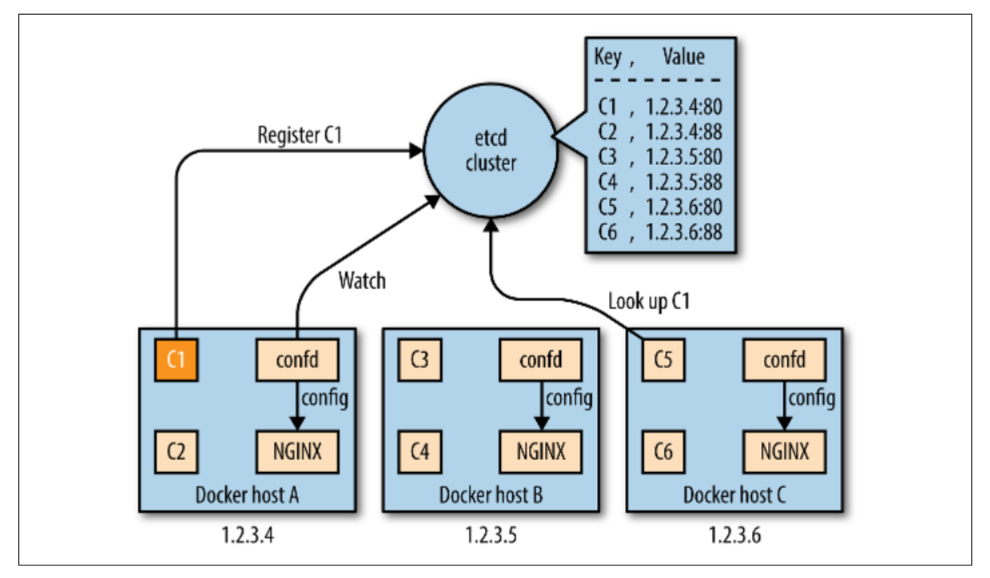 Key , Value
- - - - - - - -
C1 , 1.2.3.4:80
C2 , 1.2.3.4:88
C3 , 1.2.3.5:80
C4 , 1.2.3.5:88
C5 , 1.2.3.6:80
C6 , 1.2.3.6:88
Register C1
etcd
cluster
Watch
Look up C1
C1
confd
config
C2
NGINX
Docker host A
1.2.3.4
C3
confd
config
C4
NGINX
Docker host B
1.2.3.5
C5
confd
config
C6
NGINX
Docker host C
1.2.3.6